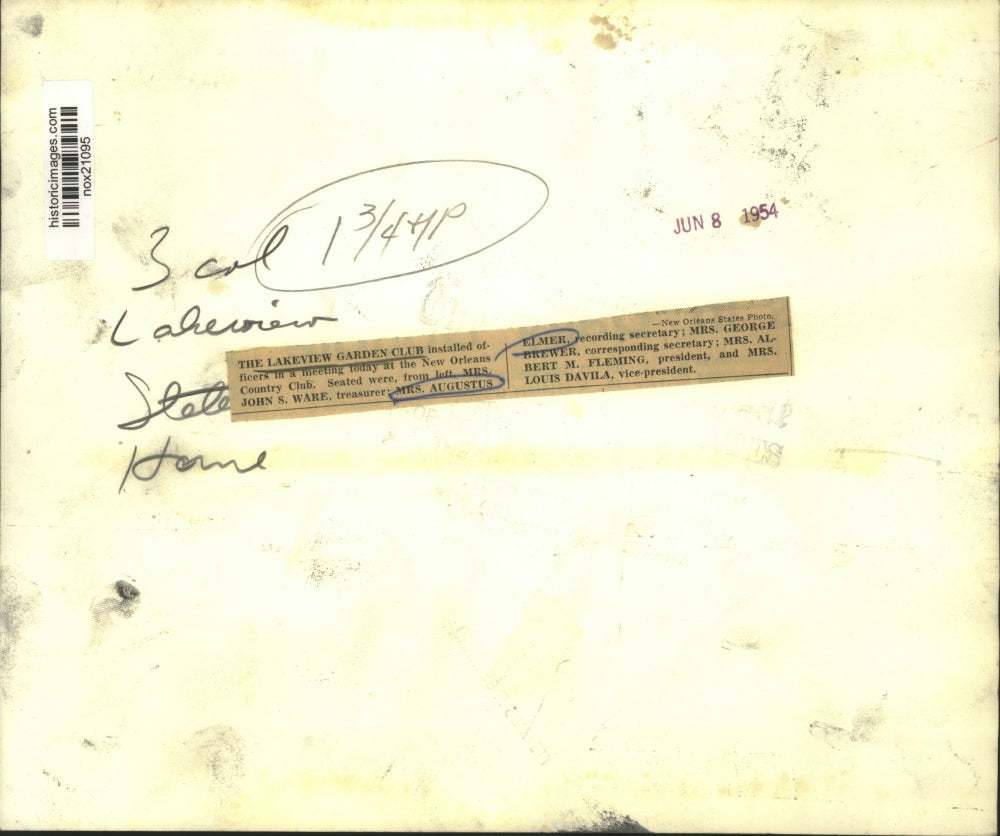 historicimages.com
nox21095
1 3/4 HP
JUN 8 1954
3 col
Lakeview
States
Home
THE LAKEVIEW GARDEN CLUB installed of-
ficers in a meeting today at the New Orleans
Country Club. Seated were, from left, MRS.
JOHN S. WARE, treasurer; MRS. AUGUSTUS
—New Orleans States Photo.
ELMER, recording secretary; MRS. GEORGE
BREWER, corresponding secretary; MRS. AL-
BERT M. FLEMING, president, and MRS.
LOUIS DAVILA, vice-president.